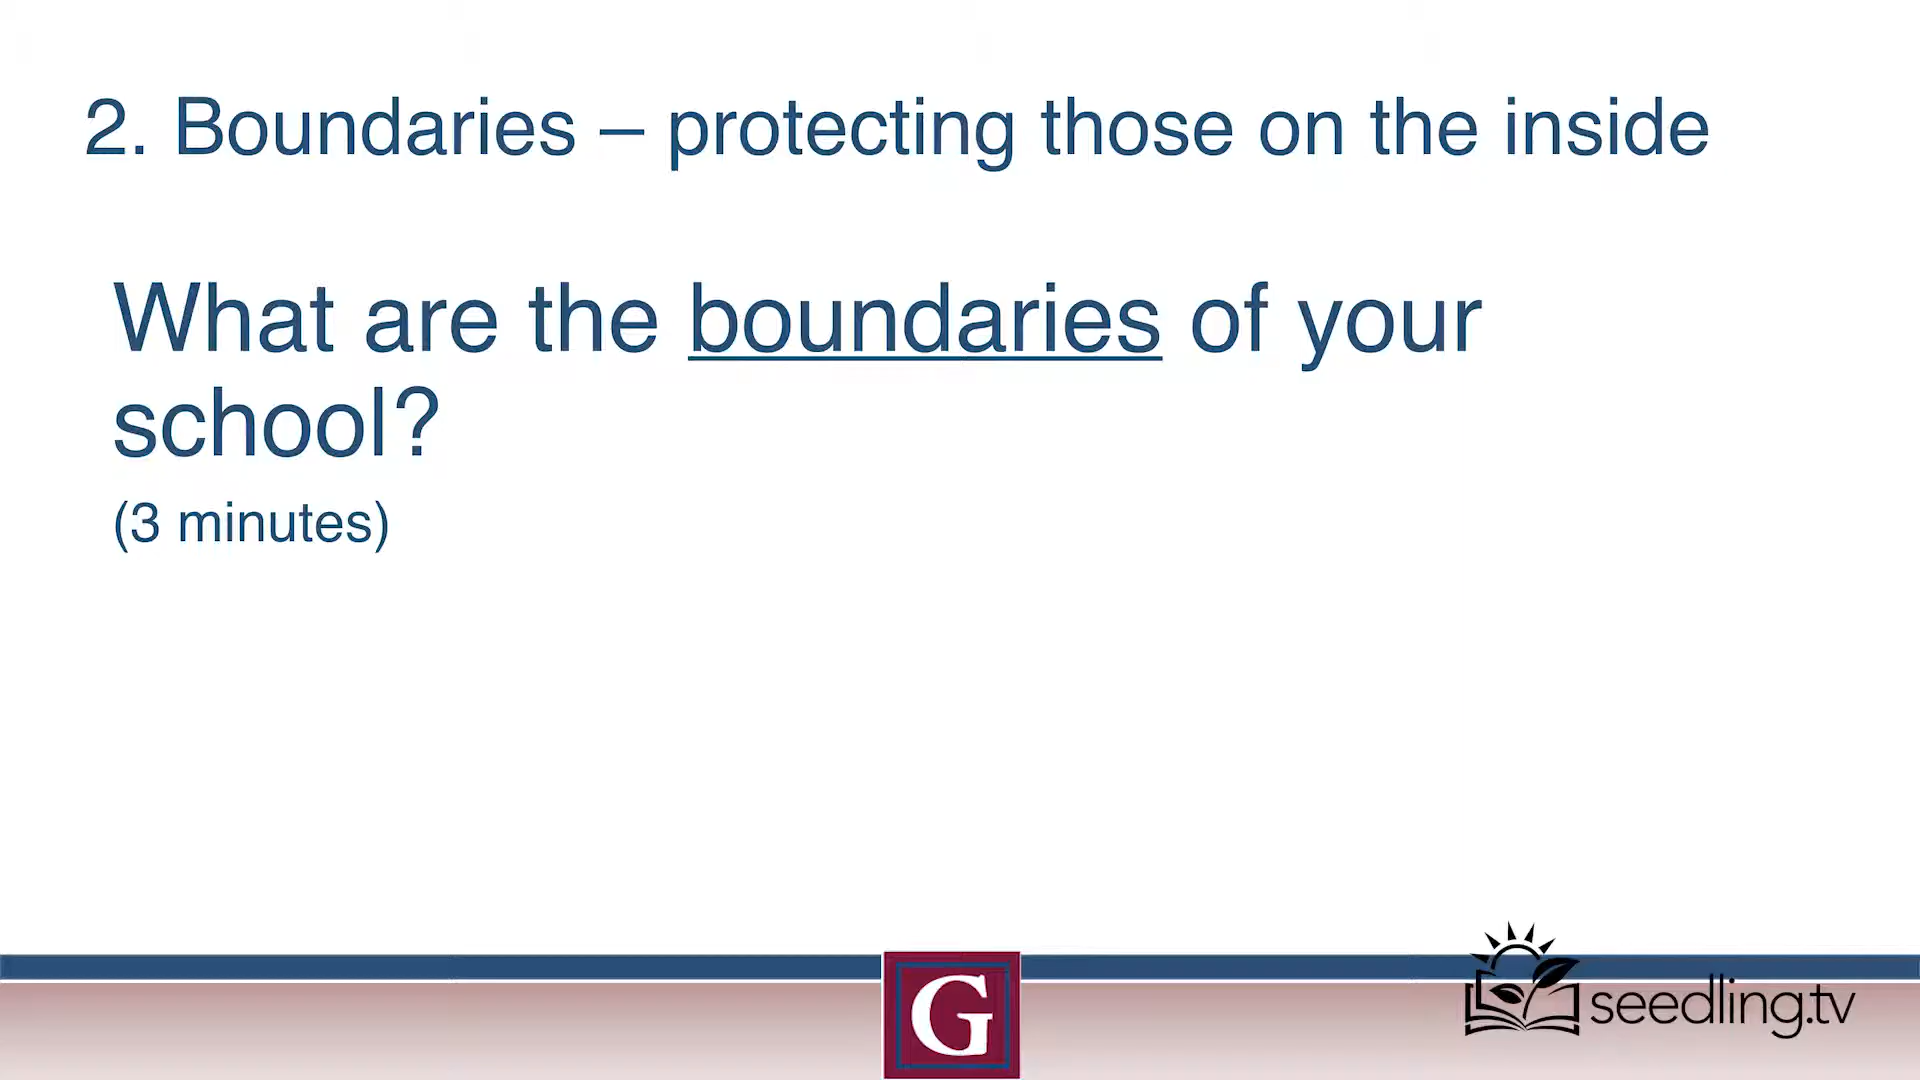 2. Boundaries – protecting those on the inside
What are the boundaries of your
school?
(3 minutes)
G
seedling.tv